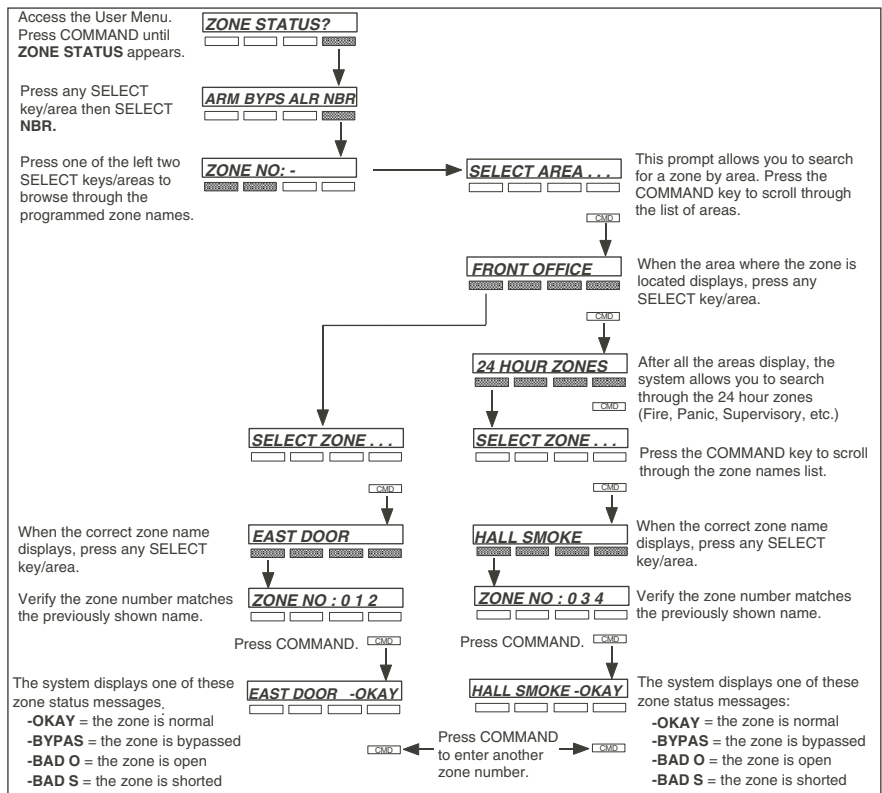 Access the User Menu.
Press COMMAND until
ZONE STATUS appears.
ZONE STATUS?
Press any SELECT
key/area then SELECT
NBR.
ARM BYPS ALR NBR
Press one of the left two
SELECT keys/areas to
browse through the
programmed zone names.
ZONE NO: -
SELECT AREA . . .
This prompt allows you to search
for a zone by area. Press the
COMMAND key to scroll through
the list of areas.
CMD
FRONT OFFICE
When the area where the zone is
located displays, press any
SELECT key/area.
CMD
24 HOUR ZONES
After all the areas display, the
system allows you to search
through the 24 hour zones
(Fire, Panic, Supervisory, etc.)
CMD
SELECT ZONE . . .
SELECT ZONE . . .
Press the COMMAND key to scroll
through the zone names list.
CMD
CMD
When the correct zone name
displays, press any SELECT
key/area.
EAST DOOR
HALL SMOKE
When the correct zone name
displays, press any SELECT
key/area.
Verify the zone number matches
the previously shown name.
ZONE NO : 0 1 2
ZONE NO : 0 3 4
Verify the zone number matches
the previously shown name.
Press COMMAND. CMD
Press COMMAND. CMD
The system displays one of these
zone status messages.
-OKAY = the zone is normal
-BYPAS = the zone is bypassed
-BAD O = the zone is open
-BAD S = the zone is shorted
EAST DOOR -OKAY
HALL SMOKE -OKAY
The system displays one of these
zone status messages:
-OKAY = the zone is normal
-BYPAS = the zone is bypassed
-BAD O = the zone is open
-BAD S = the zone is shorted
CMD
Press COMMAND
to enter another
zone number.
CMD